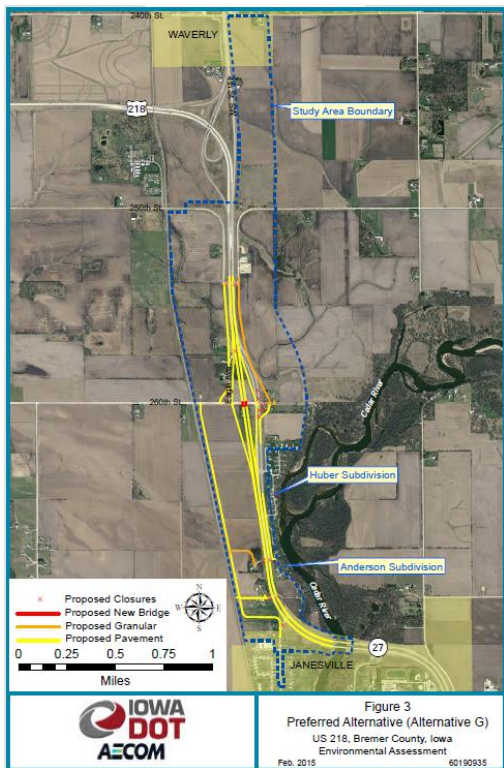 240th St.
WAVERLY
218
Study Area Boundary
250th St.
260th St.
Cedar River
Huber Subdivision
Anderson Subdivision
Cedar River
27
JANESVILLE
Proposed Closures
Proposed New Bridge
Proposed Granular
Proposed Pavement
N
W E
S
0 0.25 0.5 1
Miles
IOWA
DOT
AECOM
Figure 3
Preferred Alternative (Alternative G)
US 218, Bremer County, Iowa
Environmental Assessment
Feb. 2015 60190935